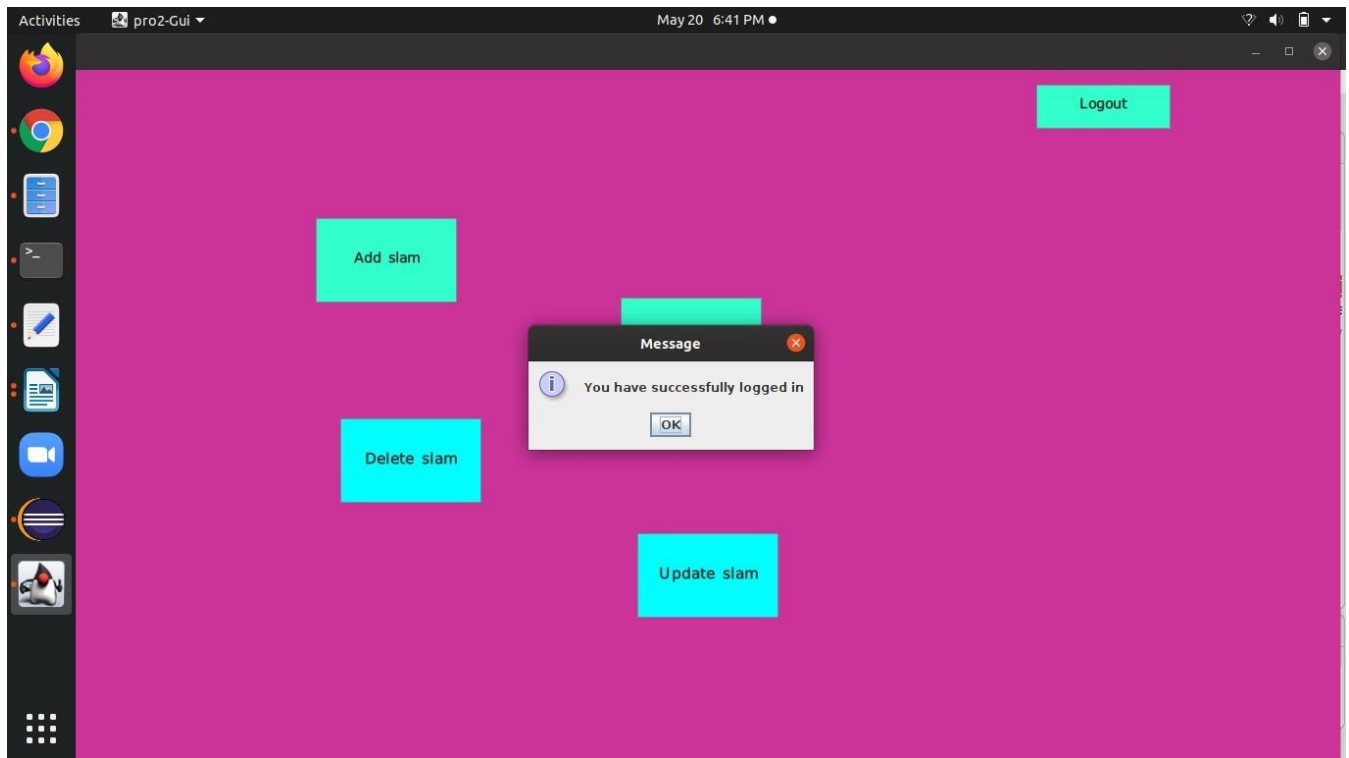 Activities pro2-Gui May 20 6:41 PM
Logout
Add slam
Message
You have successfully logged in
OK
Delete slam
Update slam